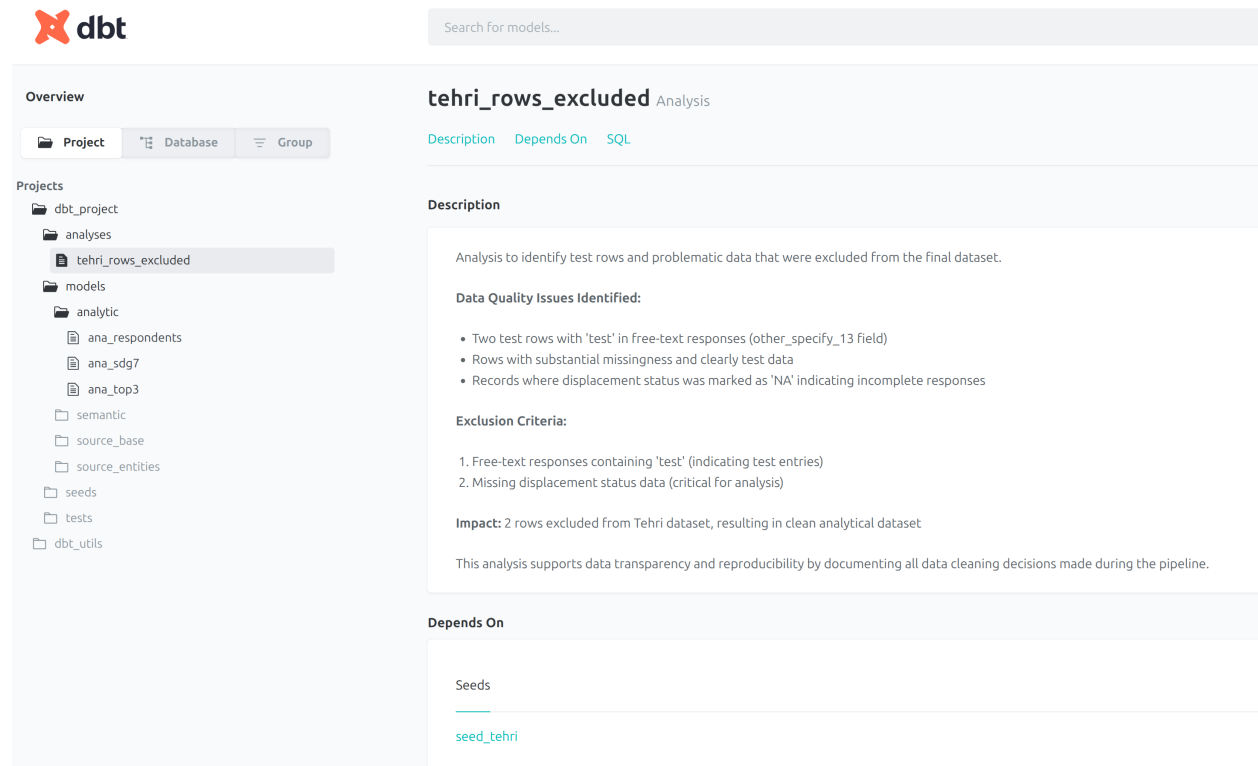 dbt
Search for models...
Overview
Project
Database
Group
Projects
dbt_project
analyses
tehri_rows_excluded
models
analytic
ana_respondents
ana_sdg7
ana_top3
semantic
source_base
source_entities
seeds
tests
dbt_utils
tehri_rows_excluded Analysis
Description Depends On SQL
Description
Analysis to identify test rows and problematic data that were excluded from the final dataset.
Data Quality Issues Identified:
• Two test rows with 'test' in free-text responses (other_specify_13 field)
• Rows with substantial missingness and clearly test data
• Records where displacement status was marked as 'NA' indicating incomplete responses
Exclusion Criteria:
1. Free-text responses containing 'test' (indicating test entries)
2. Missing displacement status data (critical for analysis)
Impact: 2 rows excluded from Tehri dataset, resulting in clean analytical dataset
This analysis supports data transparency and reproducibility by documenting all data cleaning decisions made during the pipeline.
Depends On
Seeds
seed_tehri